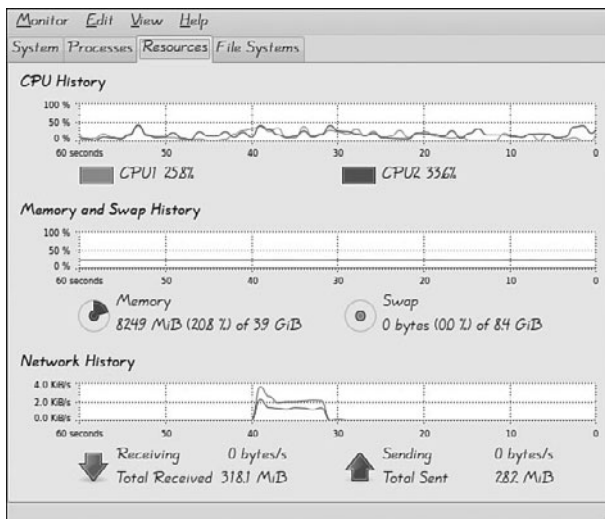 Monitor Edit View Help
System Processes Resources File Systems
CPU History
100 %
50 %
0 %
60 seconds 50 40 30 20 10 0
CPU1 25.8% CPU2 33.6%
Memory and Swap History
100 %
50 %
0 %
60 seconds 50 40 30 20 10 0
Memory Swap
824.9 MiB (20.8 %) of 3.9 GiB 0 bytes (0.0 %) of 8.4 GiB
Network History
4.0 KiB/s
2.0 KiB/s
0.0 KiB/s
60 seconds 50 40 30 20 10 0
Receiving 0 bytes/s Sending 0 bytes/s
Total Received 318.1 MiB Total Sent 28.2 MiB